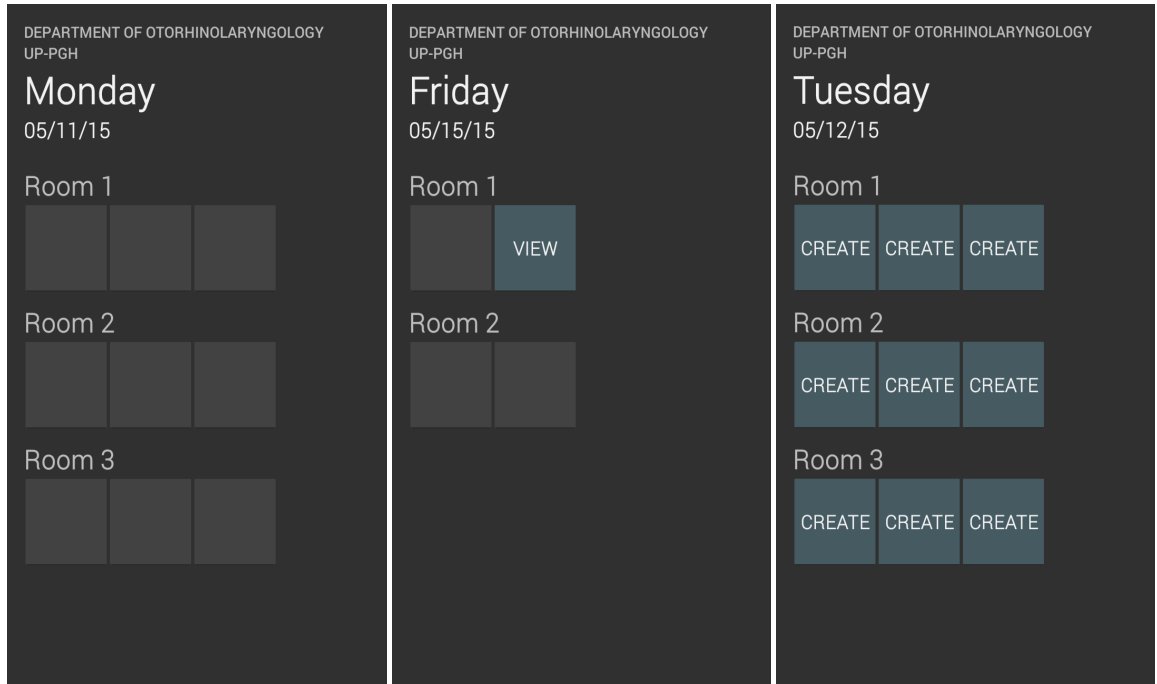 DEPARTMENT OF OTORHINOLARYNGOLOGY
UP-PGH
Monday
05/11/15
Room 1
Room 2
Room 3
DEPARTMENT OF OTORHINOLARYNGOLOGY
UP-PGH
Friday
05/15/15
Room 1
VIEW
Room 2
DEPARTMENT OF OTORHINOLARYNGOLOGY
UP-PGH
Tuesday
05/12/15
Room 1
CREATE CREATE CREATE
Room 2
CREATE CREATE CREATE
Room 3
CREATE CREATE CREATE